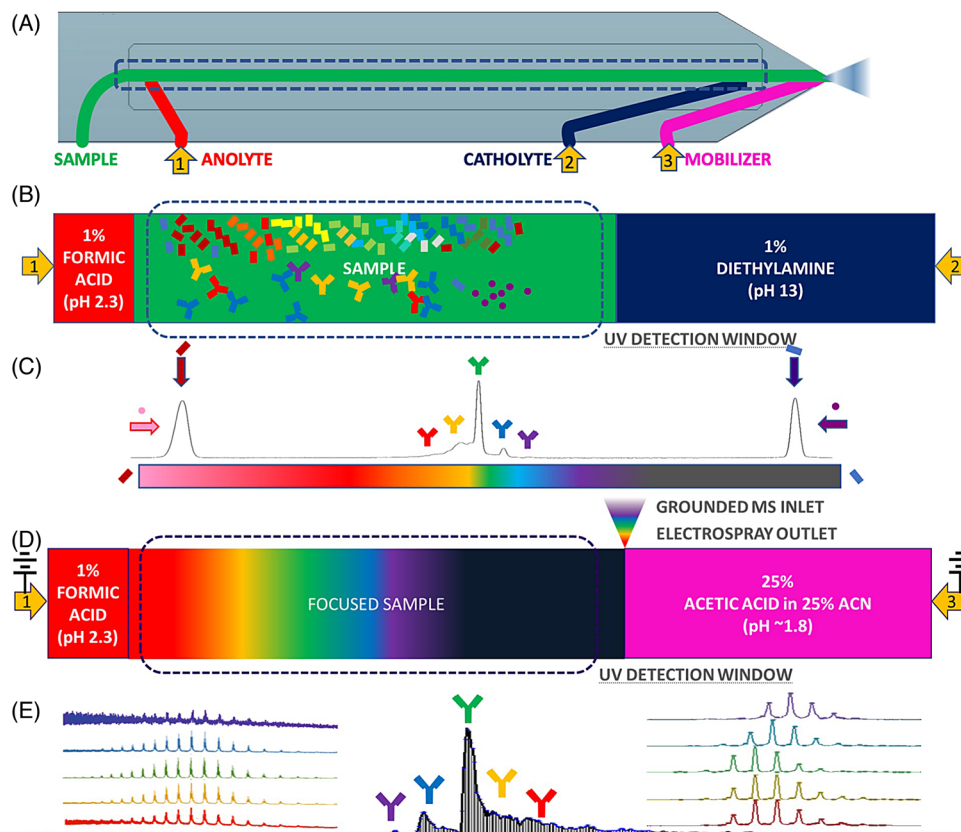 (A)
SAMPLE
1
ANOLYTE
CATHOLYTE
2
3
MOBILIZER
(B)
1
1%
FORMIC
ACID
(pH 2.3)
SAMPLE
1%
DIETHYLAMINE
(pH 13)
2
UV DETECTION WINDOW
(C)
GROUNDED MS INLET
ELECTROSPRAY OUTLET
(D)
1
1%
FORMIC
ACID
(pH 2.3)
FOCUSED SAMPLE
25%
ACETIC ACID in 25% ACN
(pH ~1.8)
3
UV DETECTION WINDOW
(E)